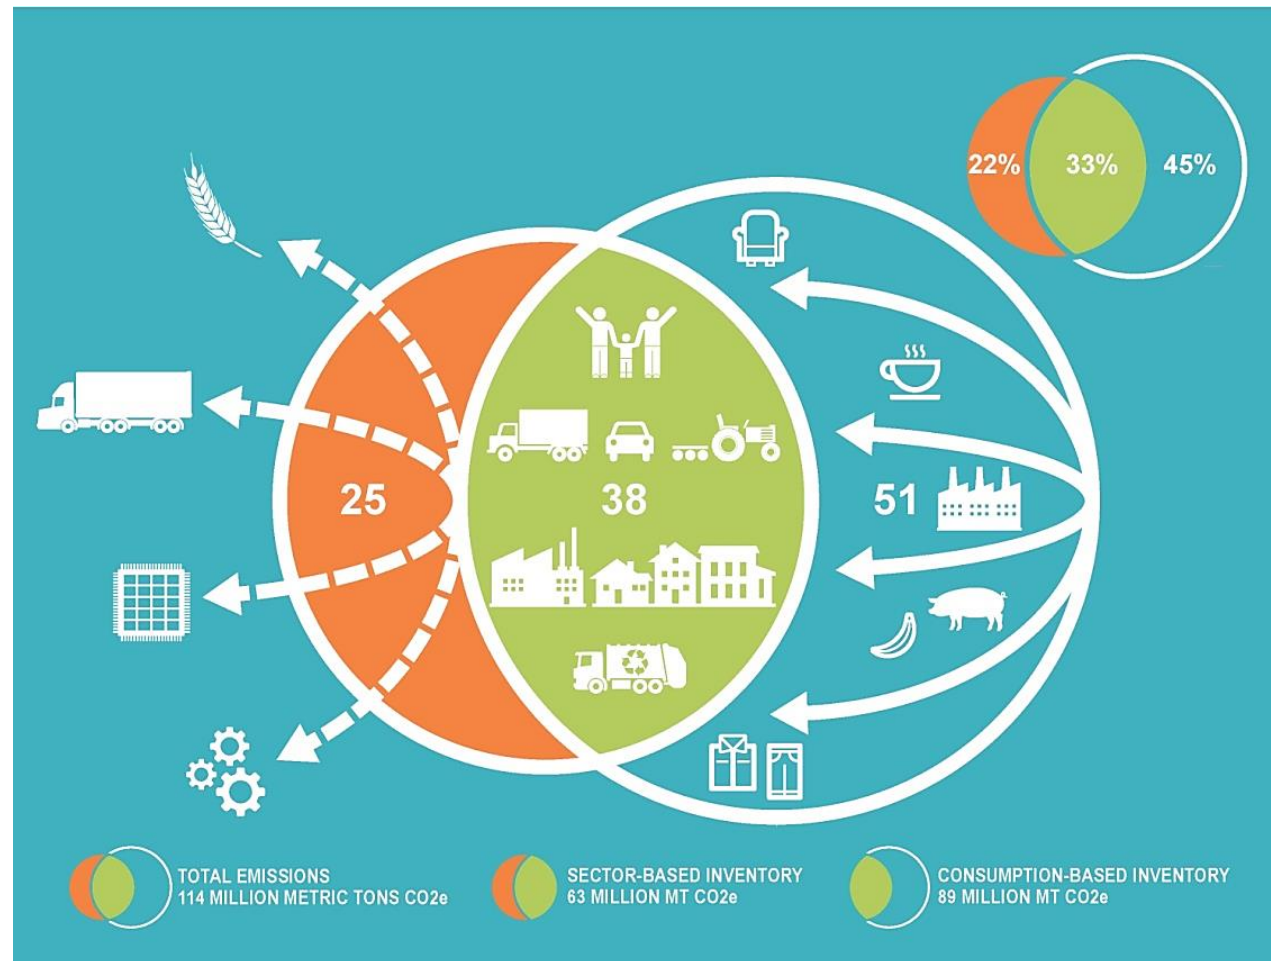 22% 33% 45%
25 38 51
TOTAL EMISSIONS
114 MILLION METRIC TONS CO2e
SECTOR-BASED INVENTORY
63 MILLION MT CO2e
CONSUMPTION-BASED INVENTORY
89 MILLION MT CO2e